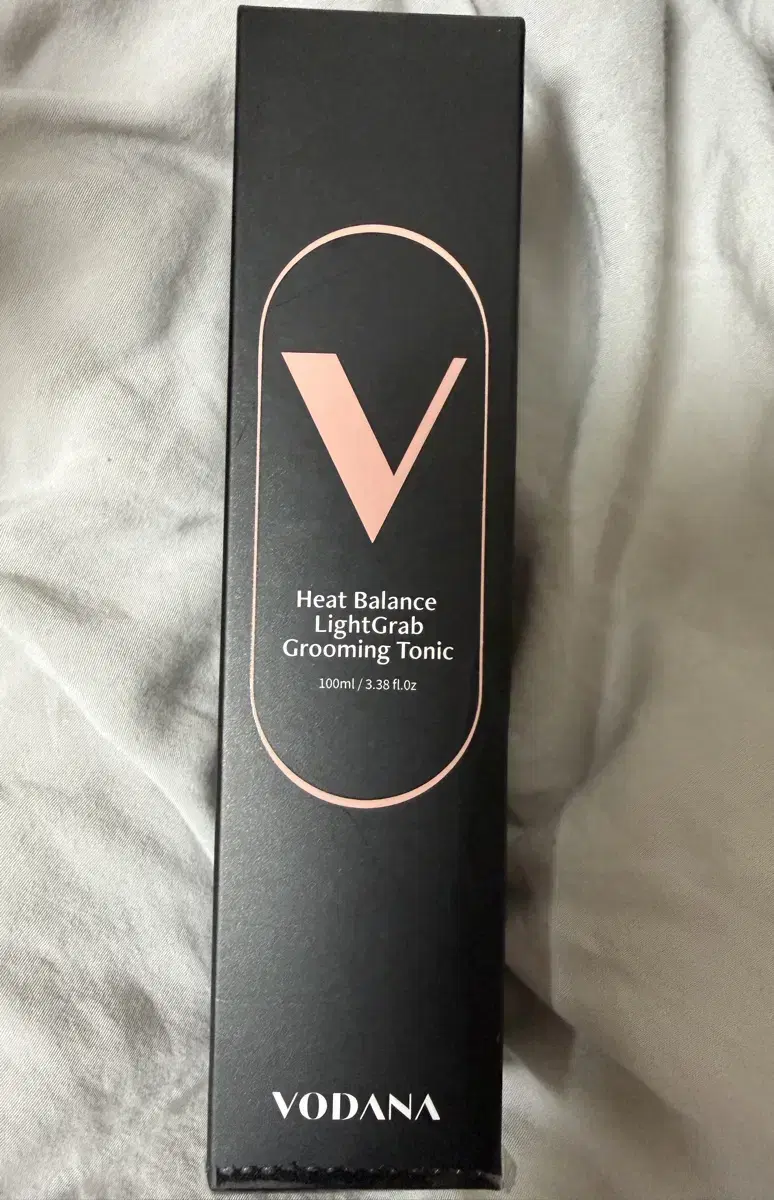 V
Heat Balance
LightGrab
Grooming Tonic
100ml / 3.38 fl.0z
VODANA